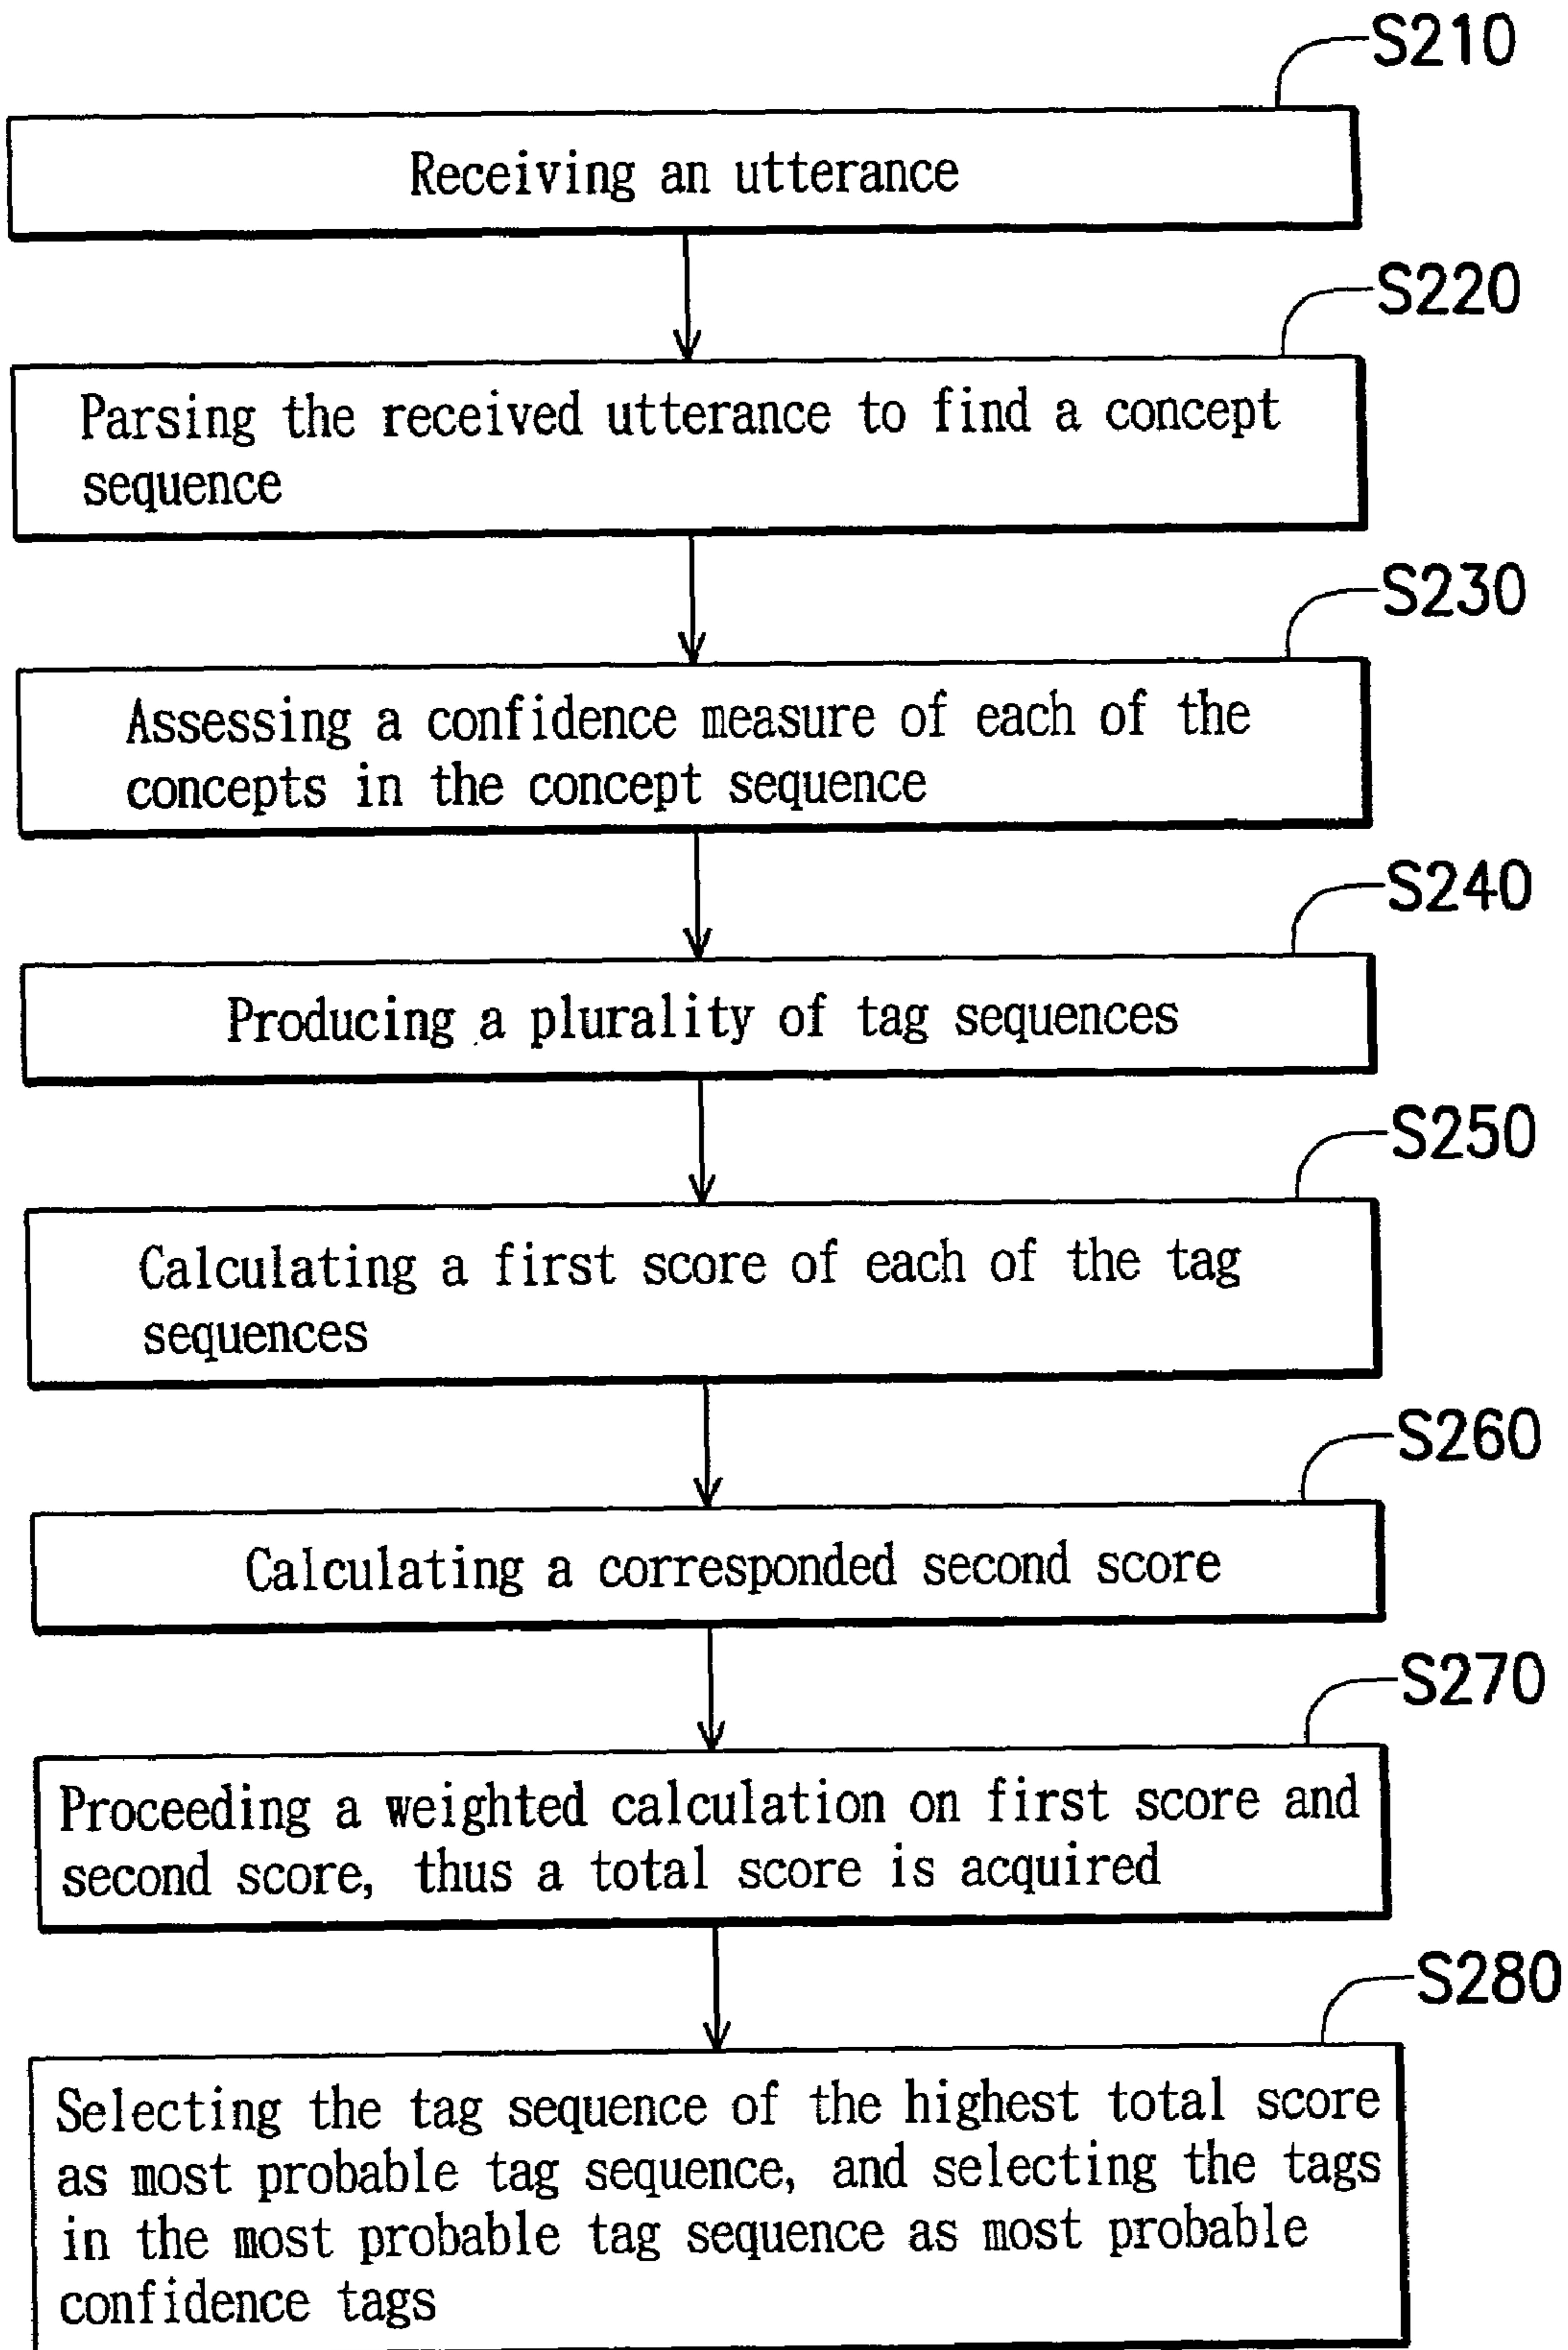 S210
Receiving an utterance
S220
Parsing the received utterance to find a concept
sequence
S230
Assessing a confidence measure of each of the
concepts in the concept sequence
S240
Producing a plurality of tag sequences
S250
Calculating a first score of each of the tag
sequences
S260
Calculating a corresponded second score
S270
Proceeding a weighted calculation on first score and
second score, thus a total score is acquired
S280
Selecting the tag sequence of the highest total score
as most probable tag sequence, and selecting the tags
in the most probable tag sequence as most probable
confidence tags